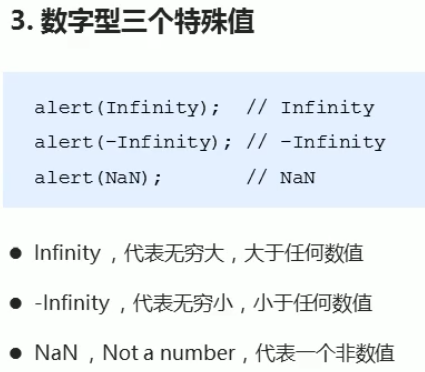 3. 数字型三个特殊值
alert(Infinity);  // Infinity
alert(-Infinity); // -Infinity
alert(NaN);       // NaN
● Infinity ，代表无穷大，大于任何数值
● -Infinity ，代表无穷小，小于任何数值
● NaN ，Not a number，代表一个非数值